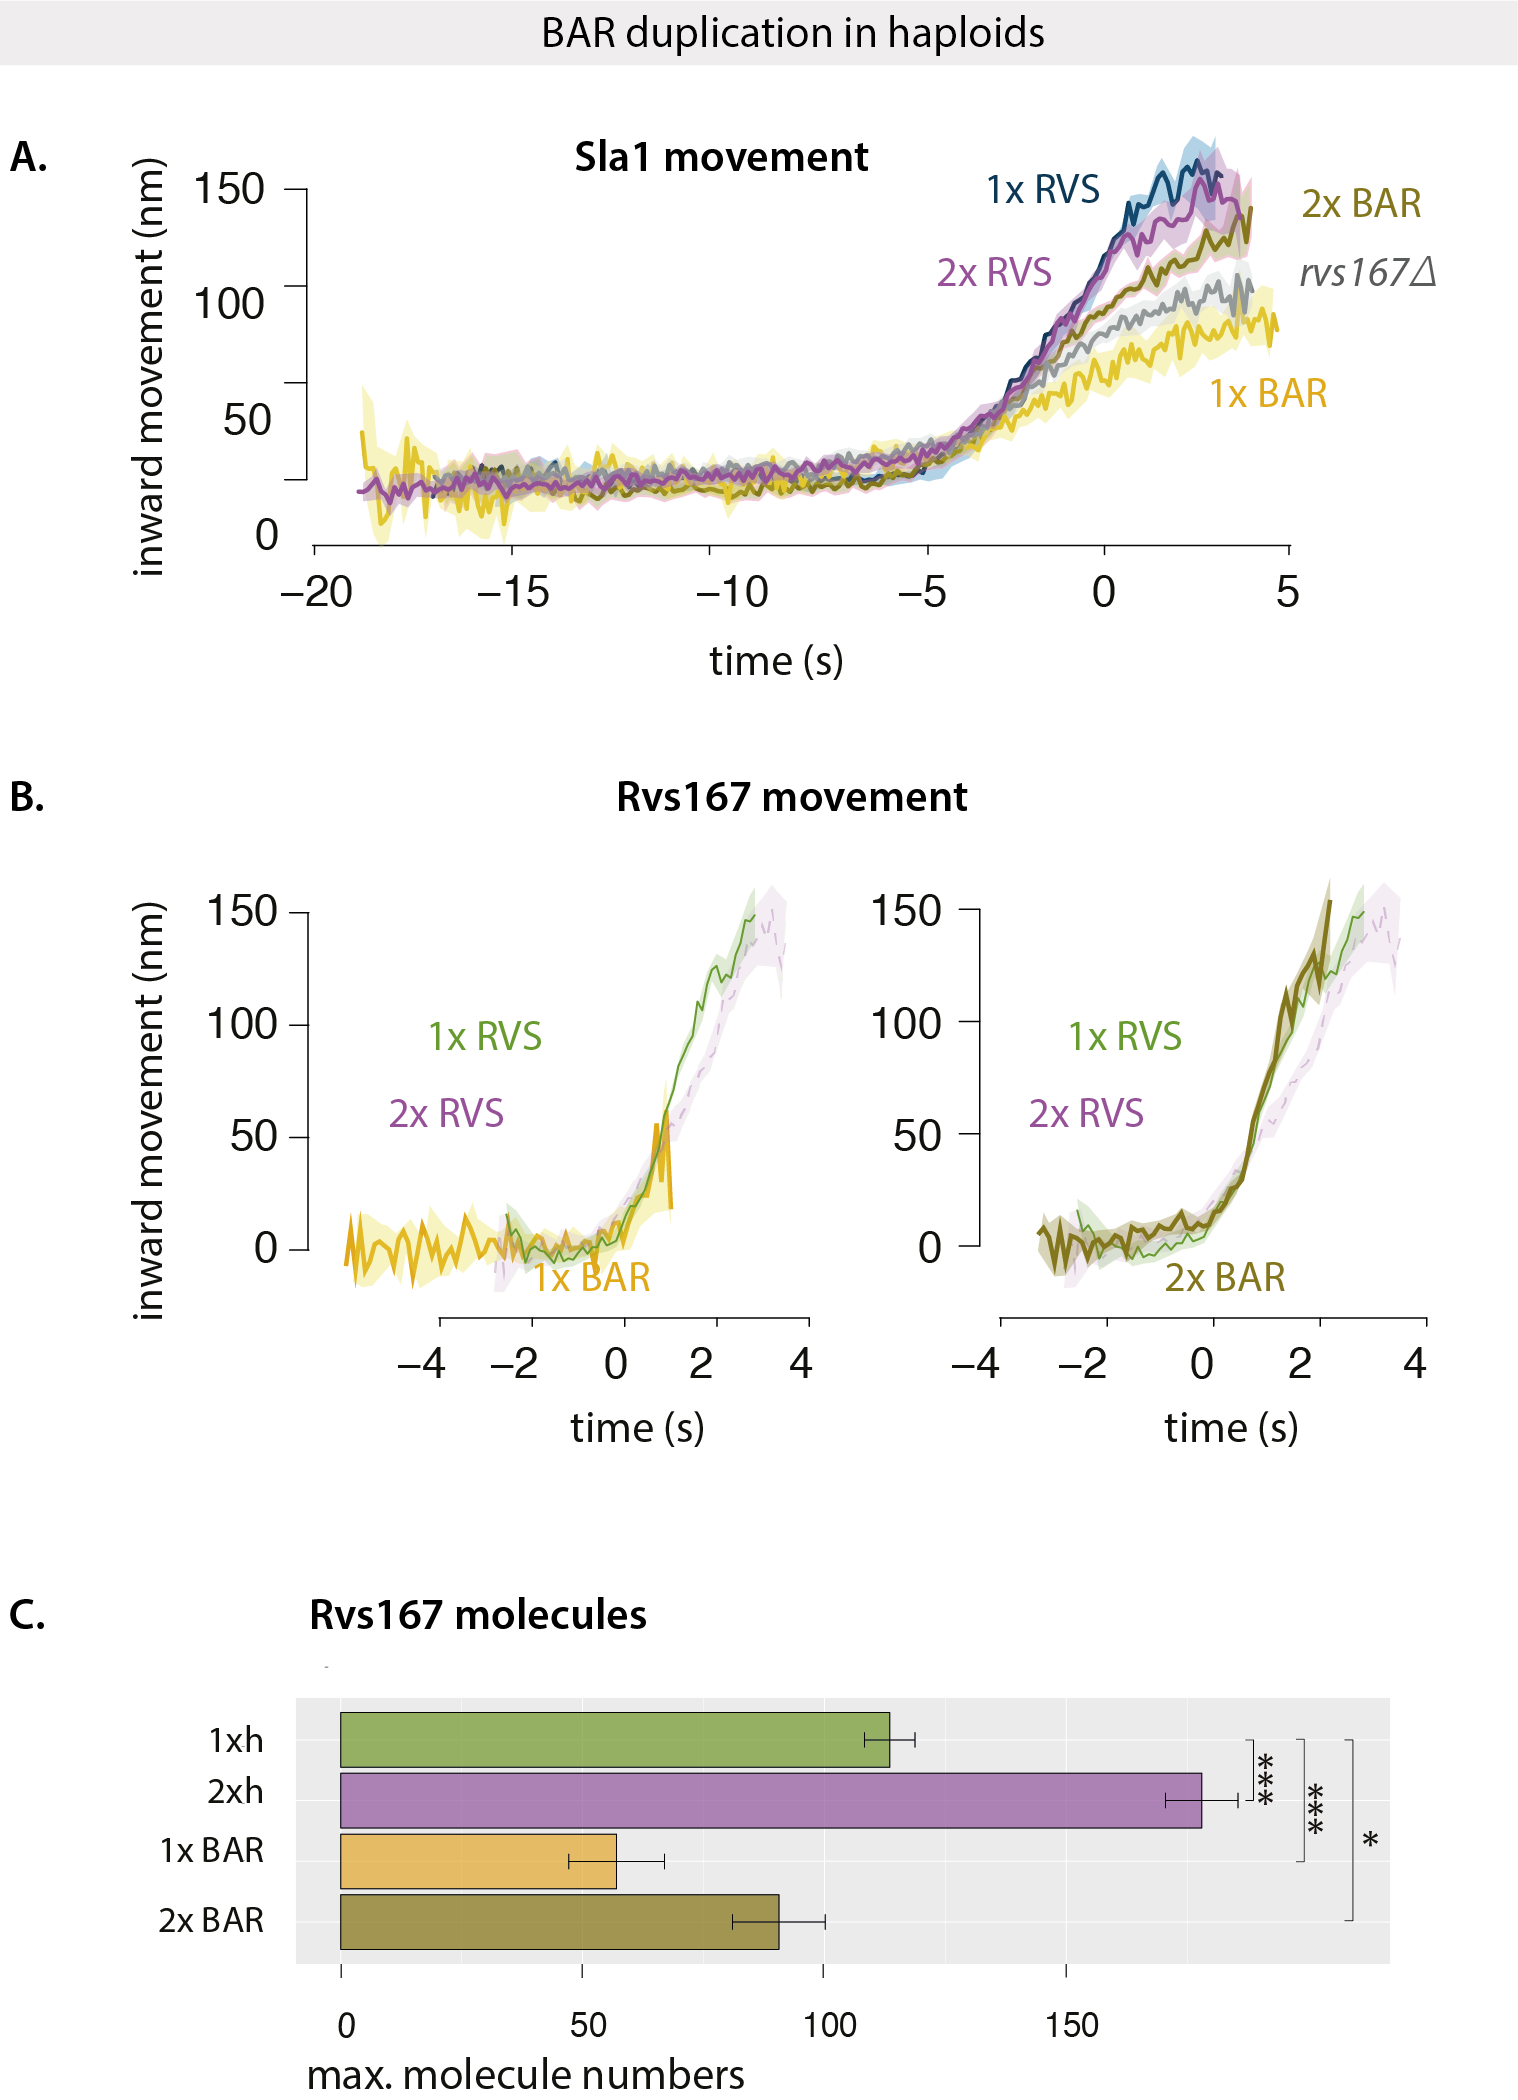 BAR duplication in haploids
A.
Sla1 movement
inward movement (nm)
150
100
50
0
1x RVS
2x RVS
2x BAR
rvs167Δ
1x BAR
−20 −15 −10 −5 0 5
time (s)
B.
Rvs167 movement
inward movement (nm)
150
100
50
0
1x RVS
2x RVS
1x BAR
−4 −2 0 2 4
time (s)
150
100
50
0
1x RVS
2x RVS
2x BAR
−4 −2 0 2 4
time (s)
C.
Rvs167 molecules
1xh
2xh
1x BAR
2x BAR
***
***
*
0 50 100 150
max. molecule numbers